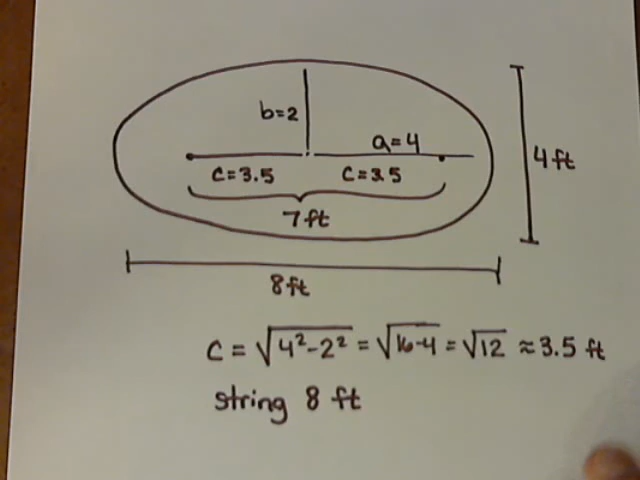 b=2
a=4
c=3.5
c=3.5
7ft
4ft
8ft
c = √4²-2² = √16-4 = √12 ≈ 3.5 ft
string 8 ft